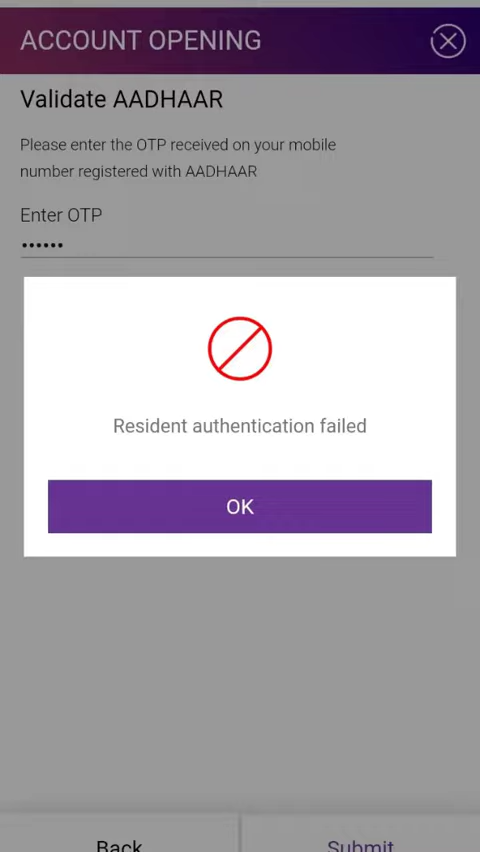 ACCOUNT OPENING
Validate AADHAAR
Please enter the OTP received on your mobile
number registered with AADHAAR
Enter OTP
••••••
Resident authentication failed
OK
Back
Submit